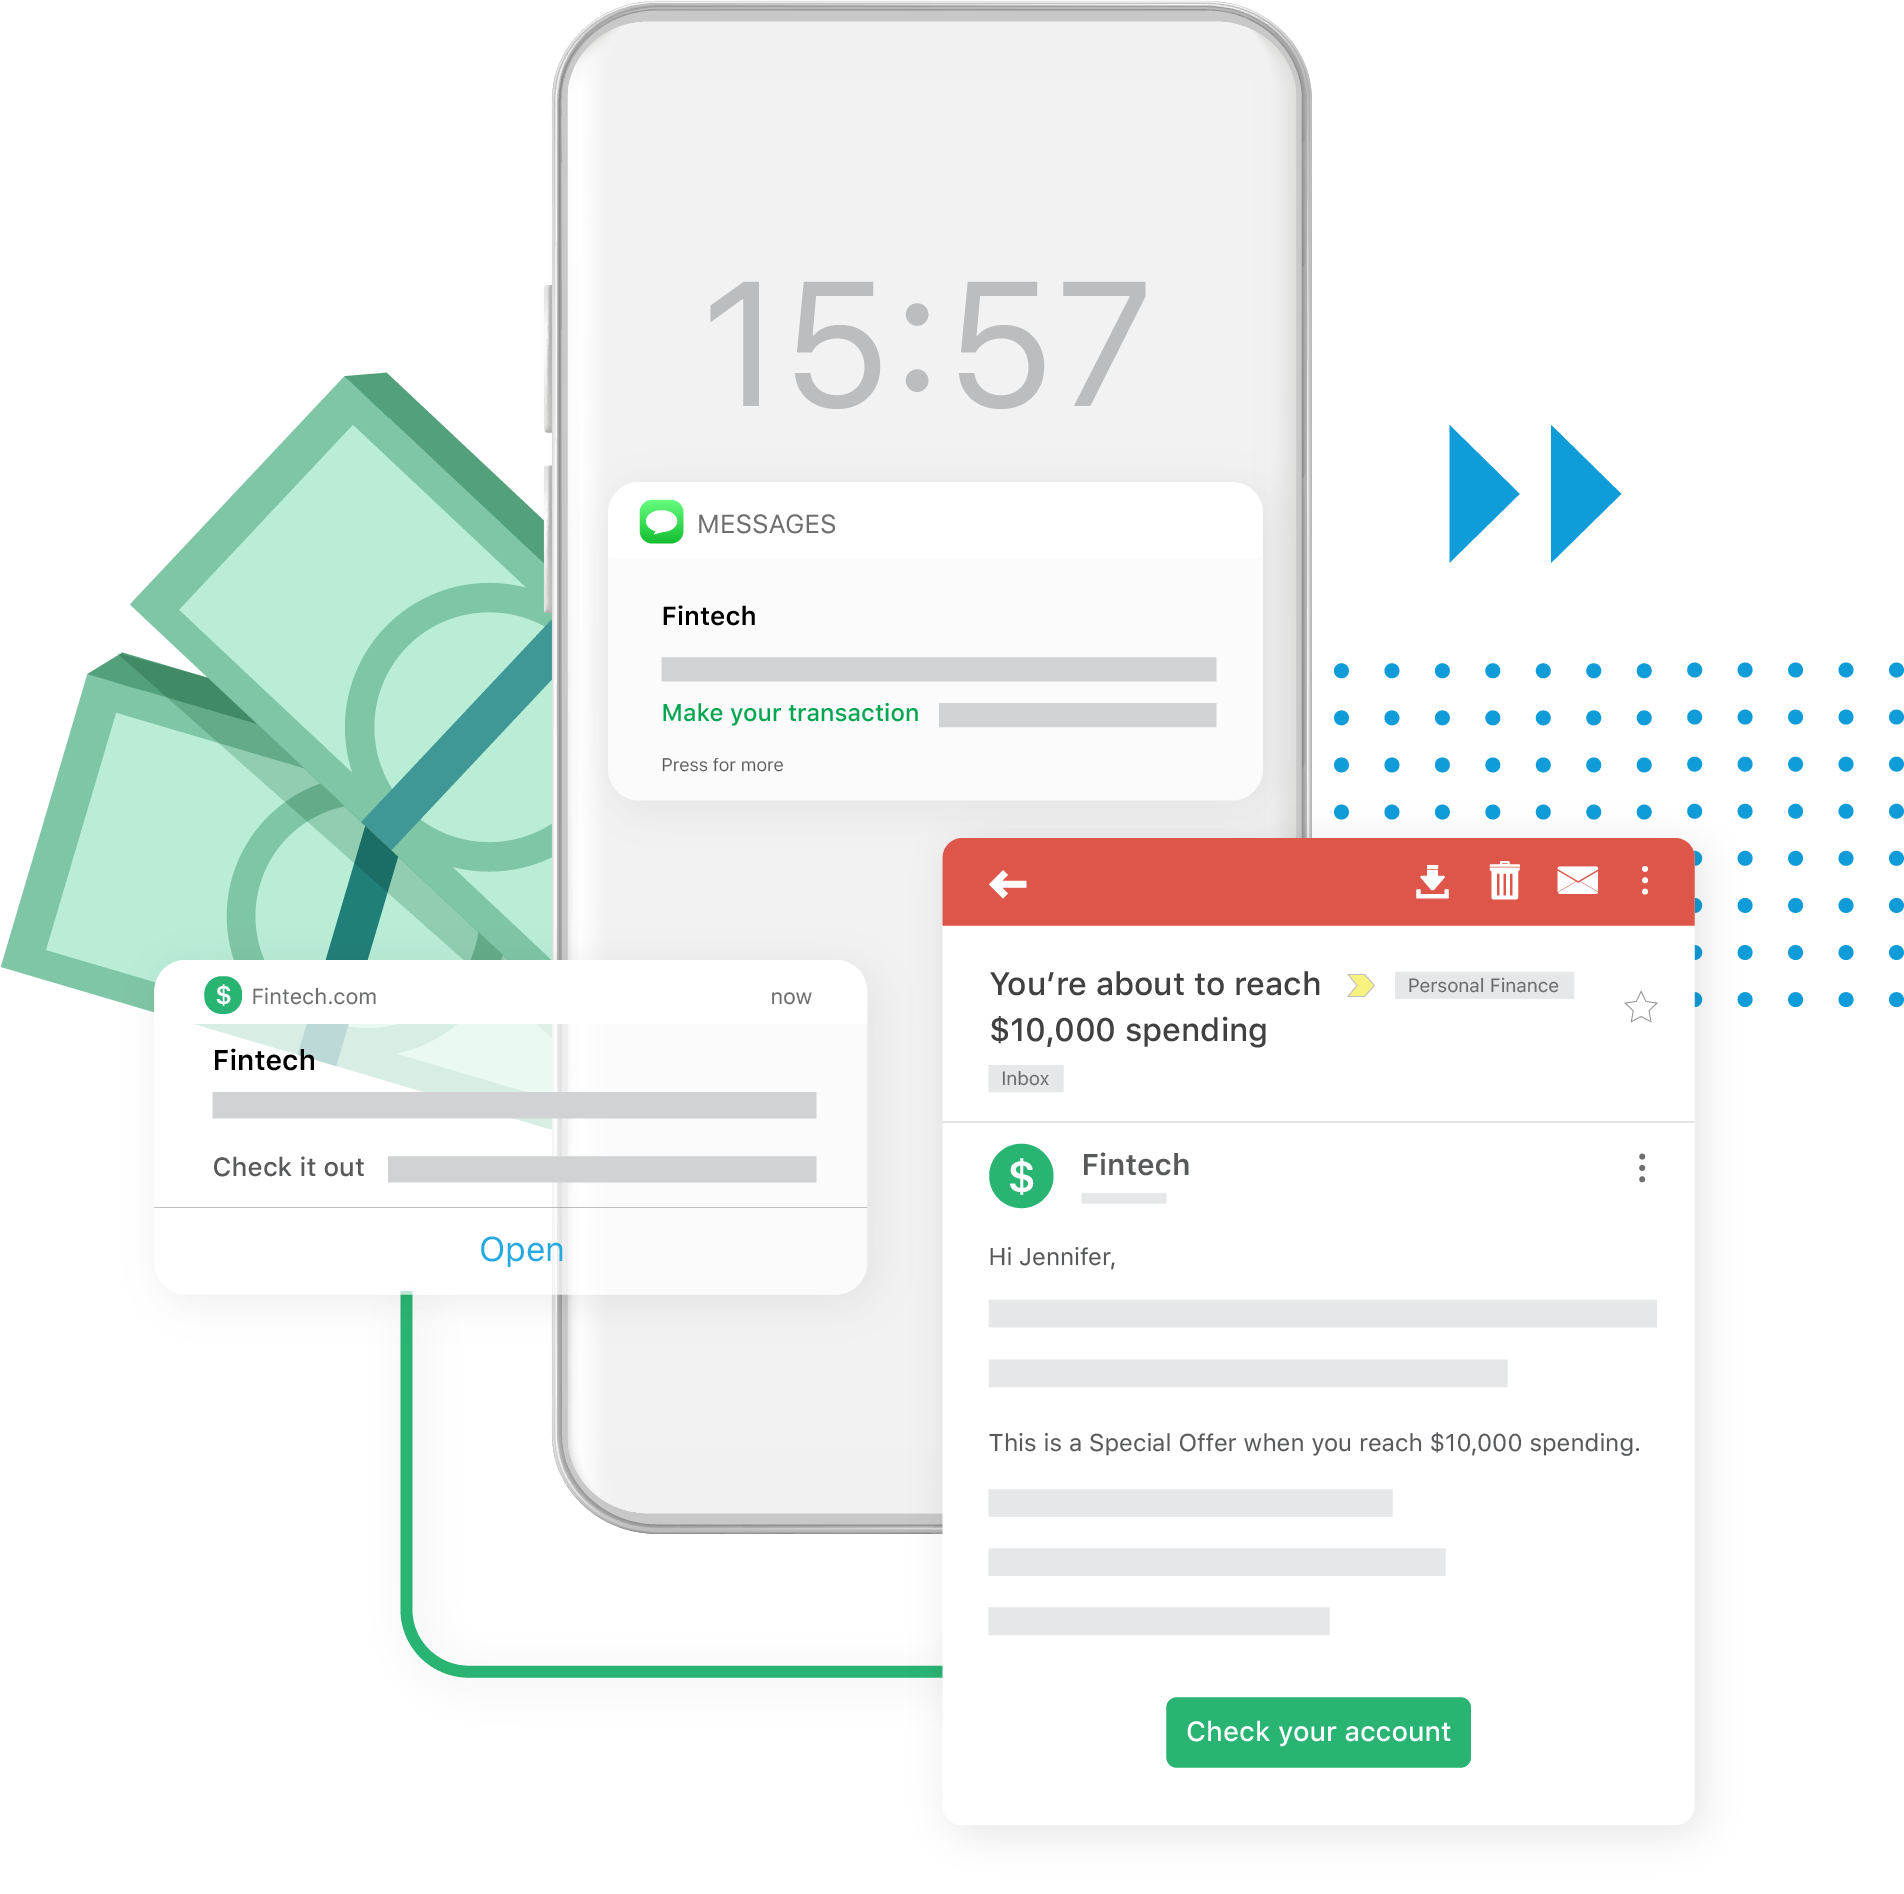 15:57
MESSAGES
Fintech
Make your transaction
Press for more
$ Fintech.com now
Fintech
Check it out
Open
You’re about to reach Personal Finance
$10,000 spending
Inbox
$ Fintech
Hi Jennifer,
This is a Special Offer when you reach $10,000 spending.
Check your account